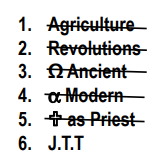 1. Agriculture
2. Revolutions
3. Ω Ancient
4. α Modern
5. ✞ as Priest
6. J.T.T